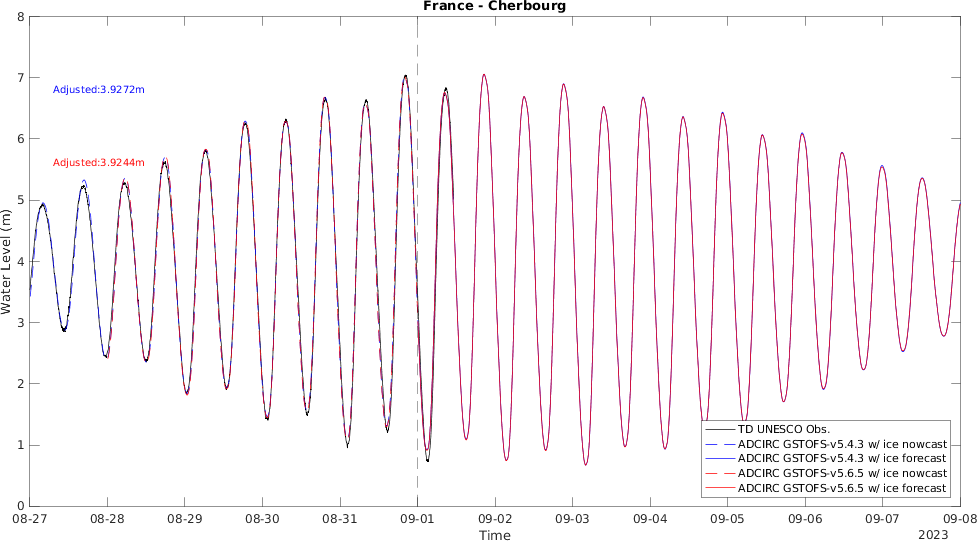 France - Cherbourg
8
7
6
5
4
3
2
1
0
Water Level (m)
Adjusted:3.9272m
Adjusted:3.9244m
TD UNESCO Obs.
ADCIRC GSTOFS-v5.4.3 w/ ice nowcast
ADCIRC GSTOFS-v5.4.3 w/ ice forecast
ADCIRC GSTOFS-v5.6.5 w/ ice nowcast
ADCIRC GSTOFS-v5.6.5 w/ ice forecast
08-27 08-28 08-29 08-30 08-31 09-01 09-02 09-03 09-04 09-05 09-06 09-07 09-08
Time
2023